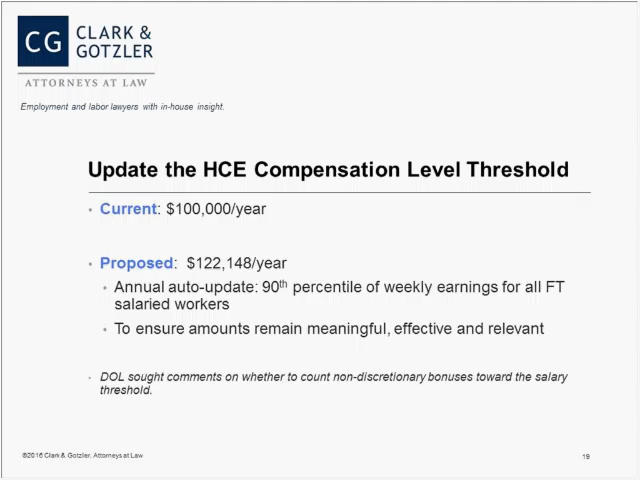 CG
CLARK &
GOTZLER
ATTORNEYS AT LAW
Employment and labor lawyers with in-house insight.
Update the HCE Compensation Level Threshold
• Current: $100,000/year
• Proposed: $122,148/year
• Annual auto-update: 90th percentile of weekly earnings for all FT
salaried workers
• To ensure amounts remain meaningful, effective and relevant
• DOL sought comments on whether to count non-discretionary bonuses toward the salary
threshold.
©2016 Clark & Gotzler, Attorneys at Law
19